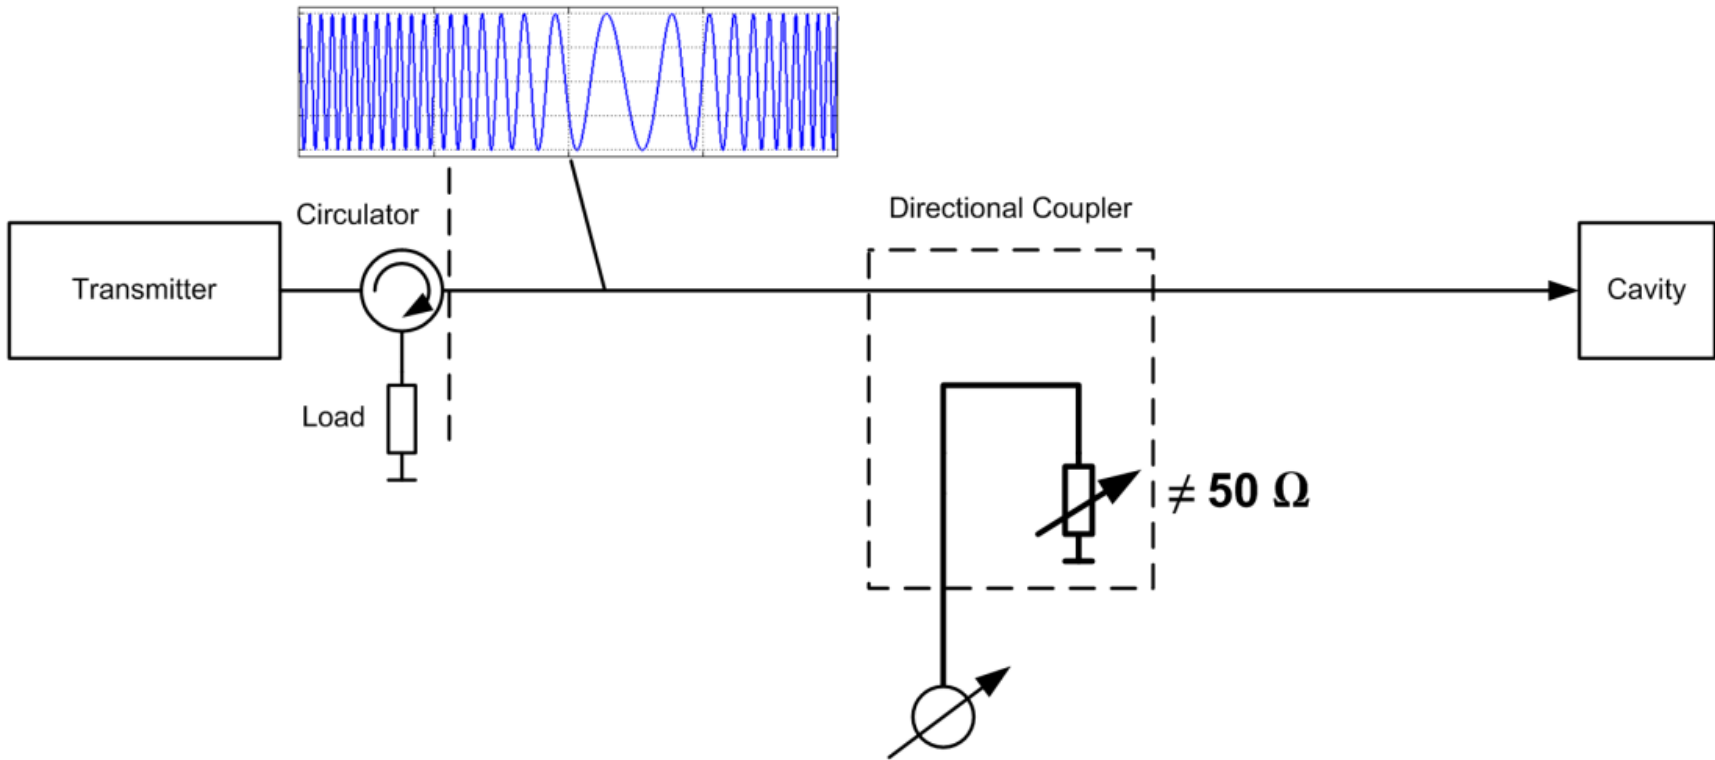 Circulator
Directional Coupler
Transmitter
Cavity
Load
≠ 50 Ω